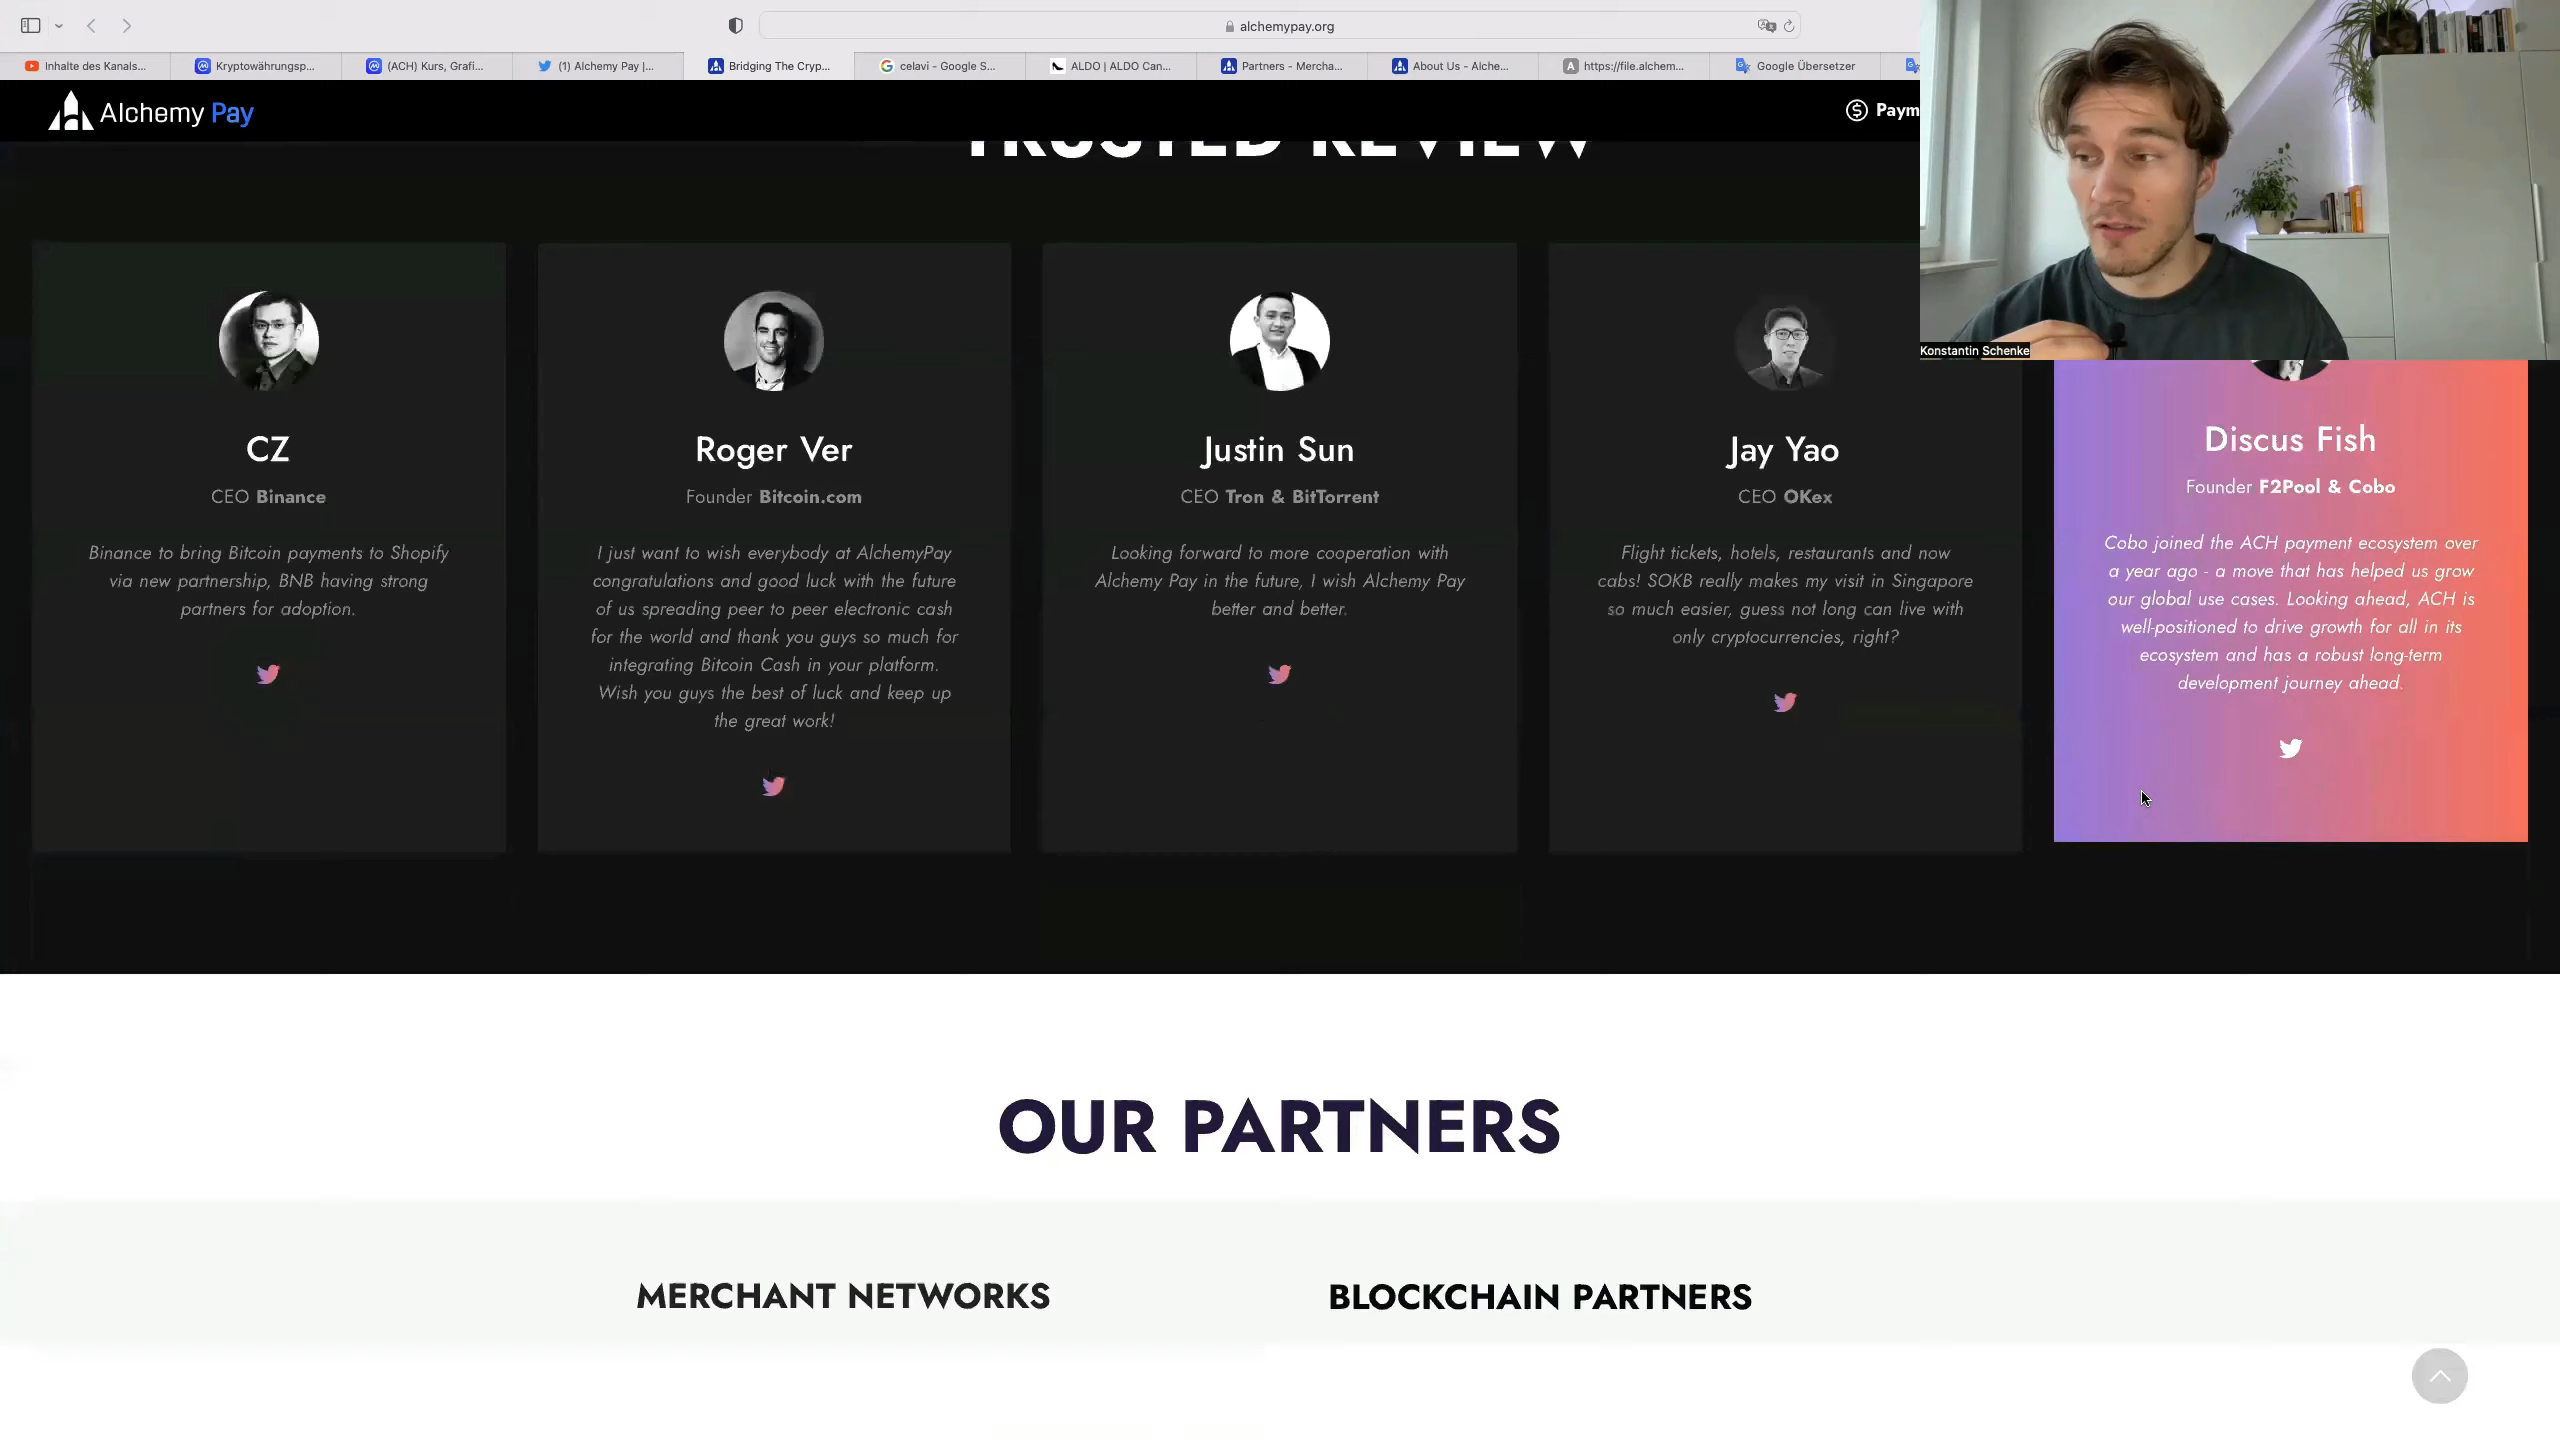 alchemypay.org
Inhalte des Kanals...
Kryptowährungsp...
(ACH) Kurs, Grafi...
(1) Alchemy Pay |...
Bridging The Cryp...
celavi - Google S...
ALDO | ALDO Can...
Partners - Mercha...
About Us - Alche...
https://file.alchem...
Google Übersetzer
Alchemy Pay
Paym
TRUSTED REVIEW
Konstantin Schenke
CZ
CEO Binance
Binance to bring Bitcoin payments to Shopify
via new partnership, BNB having strong
partners for adoption.
Roger Ver
Founder Bitcoin.com
I just want to wish everybody at AlchemyPay
congratulations and good luck with the future
of us spreading peer to peer electronic cash
for the world and thank you guys so much for
integrating Bitcoin Cash in your platform.
Wish you guys the best of luck and keep up
the great work!
Justin Sun
CEO Tron & BitTorrent
Looking forward to more cooperation with
Alchemy Pay in the future, I wish Alchemy Pay
better and better.
Jay Yao
CEO OKex
Flight tickets, hotels, restaurants and now
cabs! SOKB really makes my visit in Singapore
so much easier, guess not long can live with
only cryptocurrencies, right?
Discus Fish
Founder F2Pool & Cobo
Cobo joined the ACH payment ecosystem over
a year ago - a move that has helped us grow
our global use cases. Looking ahead, ACH is
well-positioned to drive growth for all in its
ecosystem and has a robust long-term
development journey ahead.
OUR PARTNERS
MERCHANT NETWORKS
BLOCKCHAIN PARTNERS